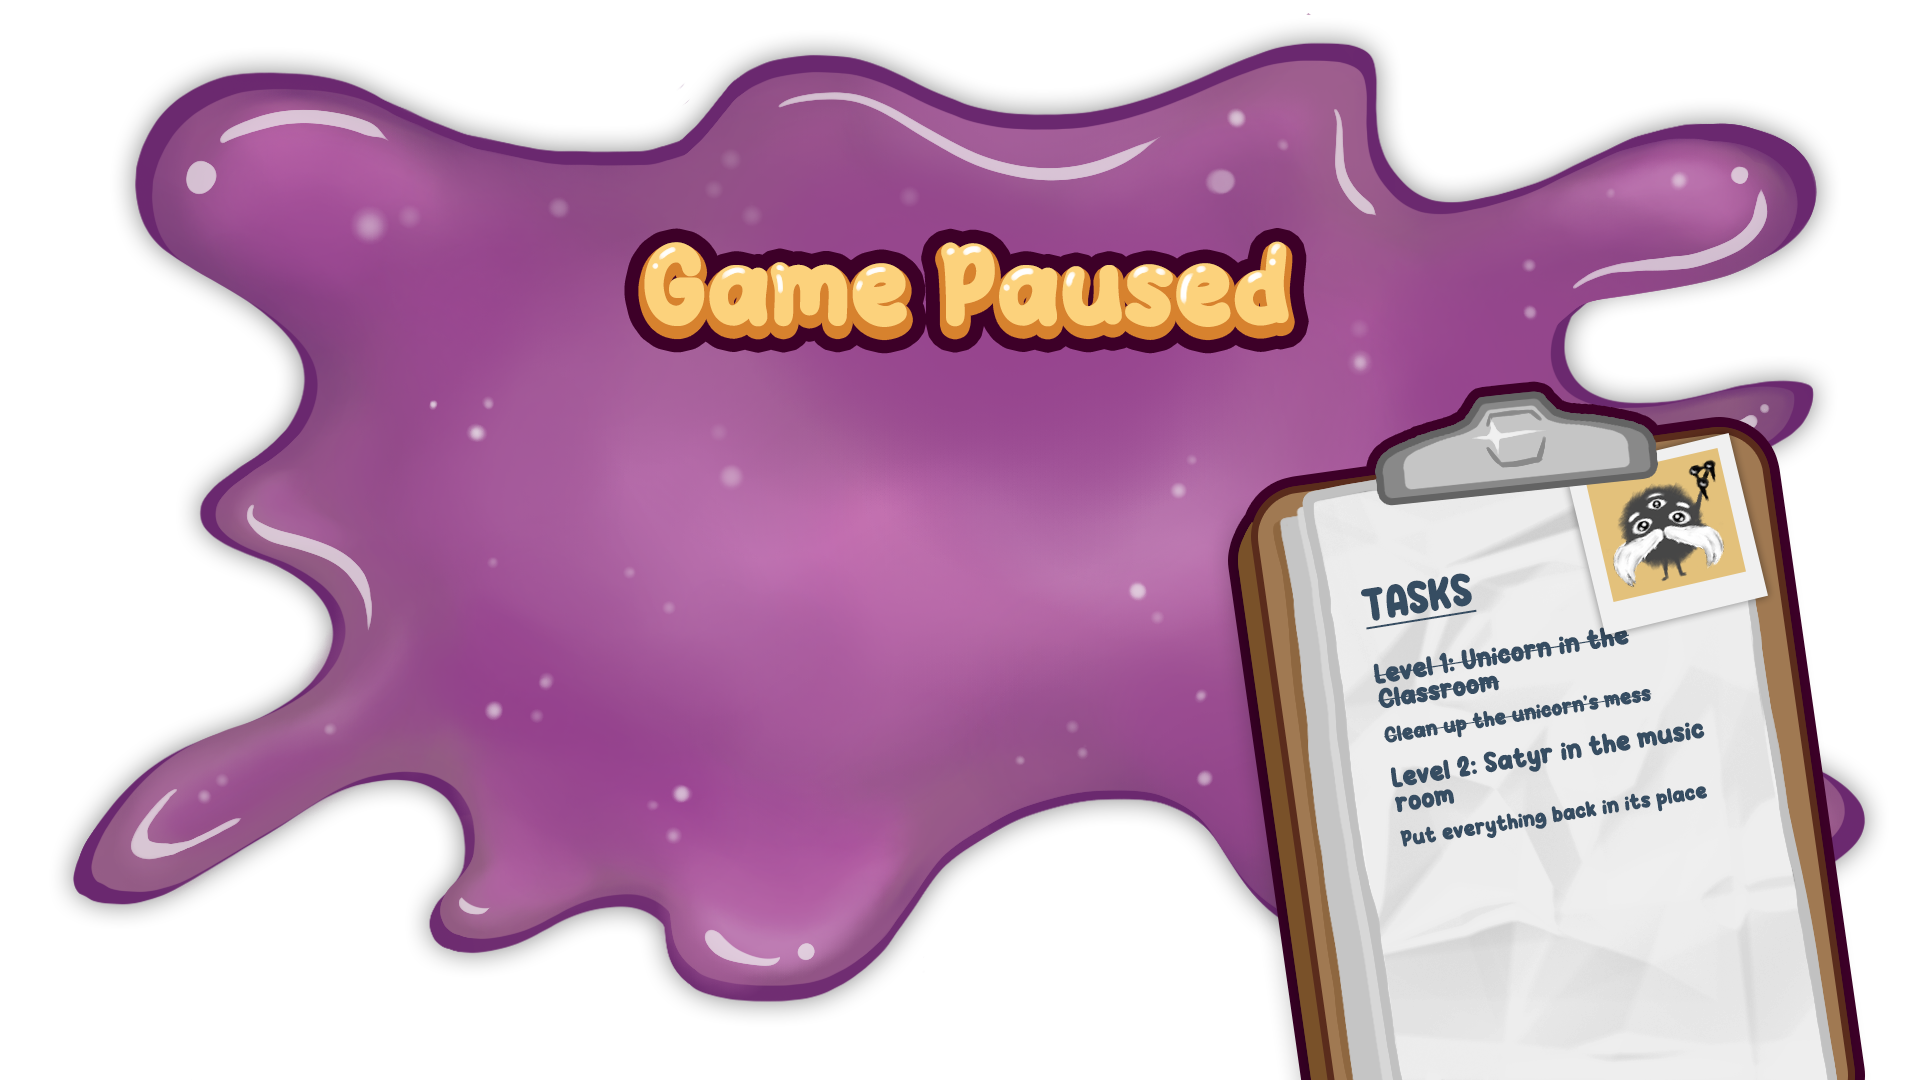 Game Paused
TASKS
Level 1: Unicorn in the
Classroom
Clean up the unicorn's mess
Level 2: Satyr in the music
room
Put everything back in its place